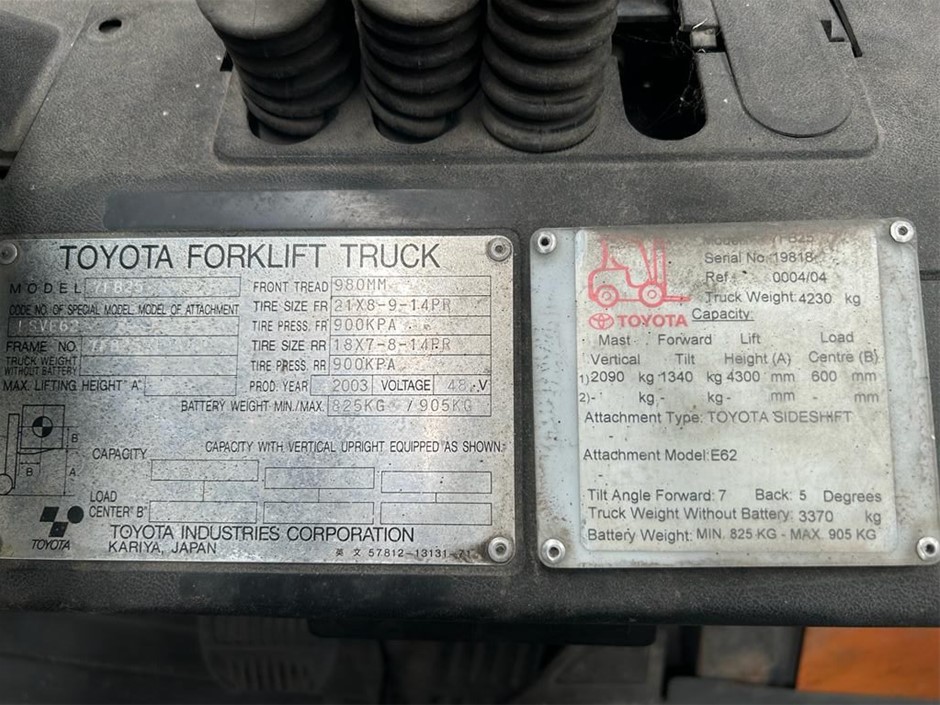 TOYOTA FORKLIFT TRUCK
MODEL 7FB25
CODE NO. OF SPECIAL MODEL. MODEL OF ATTACHMENT
FSVE62
FRAME NO.
TRUCK WEIGHT
WITHOUT BATTERY
MAX. LIFTING HEIGHT "A"
FRONT TREAD 980MM
TIRE SIZE FR 21X8-9-14PR
TIRE PRESS. FR 900KPA
TIRE SIZE RR 18X7-8-14PR
TIRE PRESS. RR 900KPA
PROD. YEAR 2003 VOLTAGE 48 V
BATTERY WEIGHT MIN./MAX. 825KG / 905KG
CAPACITY WITH VERTICAL UPRIGHT EQUIPPED AS SHOWN:
CAPACITY
LOAD
CENTER "B"
B
B
A
TOYOTA
TOYOTA INDUSTRIES CORPORATION
KARIYA, JAPAN
英 文 57812-13131-71
Serial No. 19818
Ref 0004/04
Truck Weight: 4230 kg
TOYOTA Capacity:
Mast Forward Lift Load
Vertical Tilt Height (A) Centre (B)
1) 2090 kg 1340 kg 4300 mm 600 mm
2) - kg - kg - mm - mm
Attachment Type: TOYOTA SIDESHIFT
Attachment Model: E62
Tilt Angle Forward: 7 Back: 5 Degrees
Truck Weight Without Battery: 3370 kg
Battery Weight: MIN. 825 KG - MAX. 905 KG